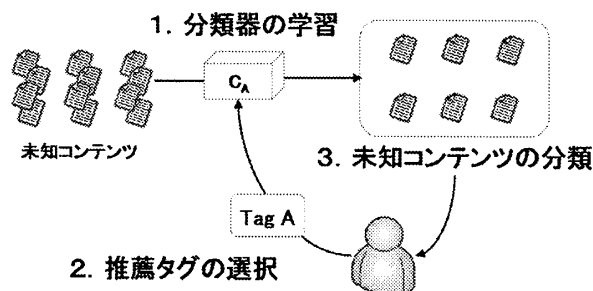 1. 分類器の学習
C_A
未知コンテンツ
3. 未知コンテンツの分類
Tag A
2. 推薦タグの選択